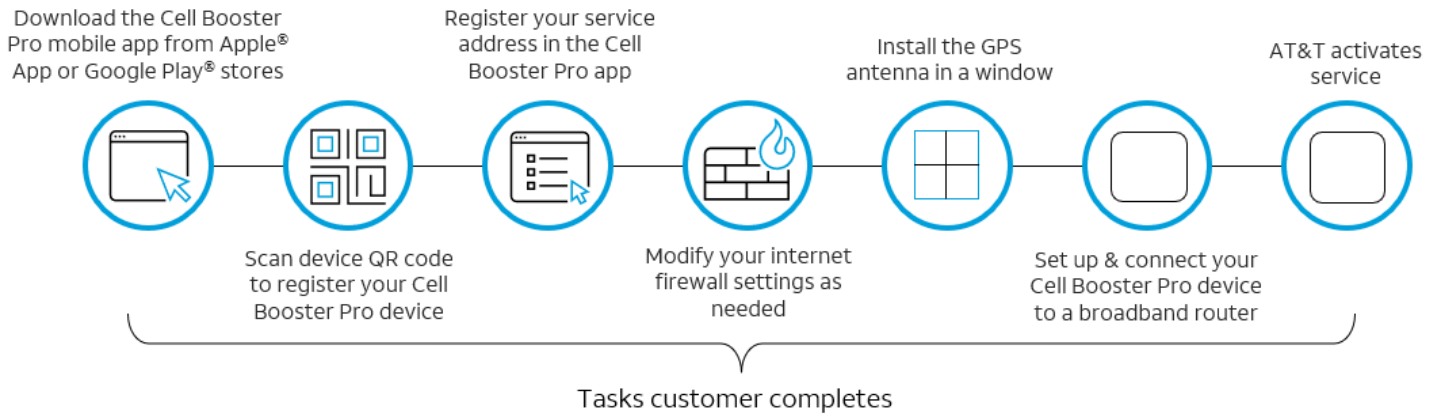 Download the Cell Booster
Pro mobile app from Apple®
App or Google Play® stores
Scan device QR code
to register your Cell
Booster Pro device
Register your service
address in the Cell
Booster Pro app
Modify your internet
firewall settings as
needed
Install the GPS
antenna in a window
Set up & connect your
Cell Booster Pro device
to a broadband router
AT&T activates
service
Tasks customer completes